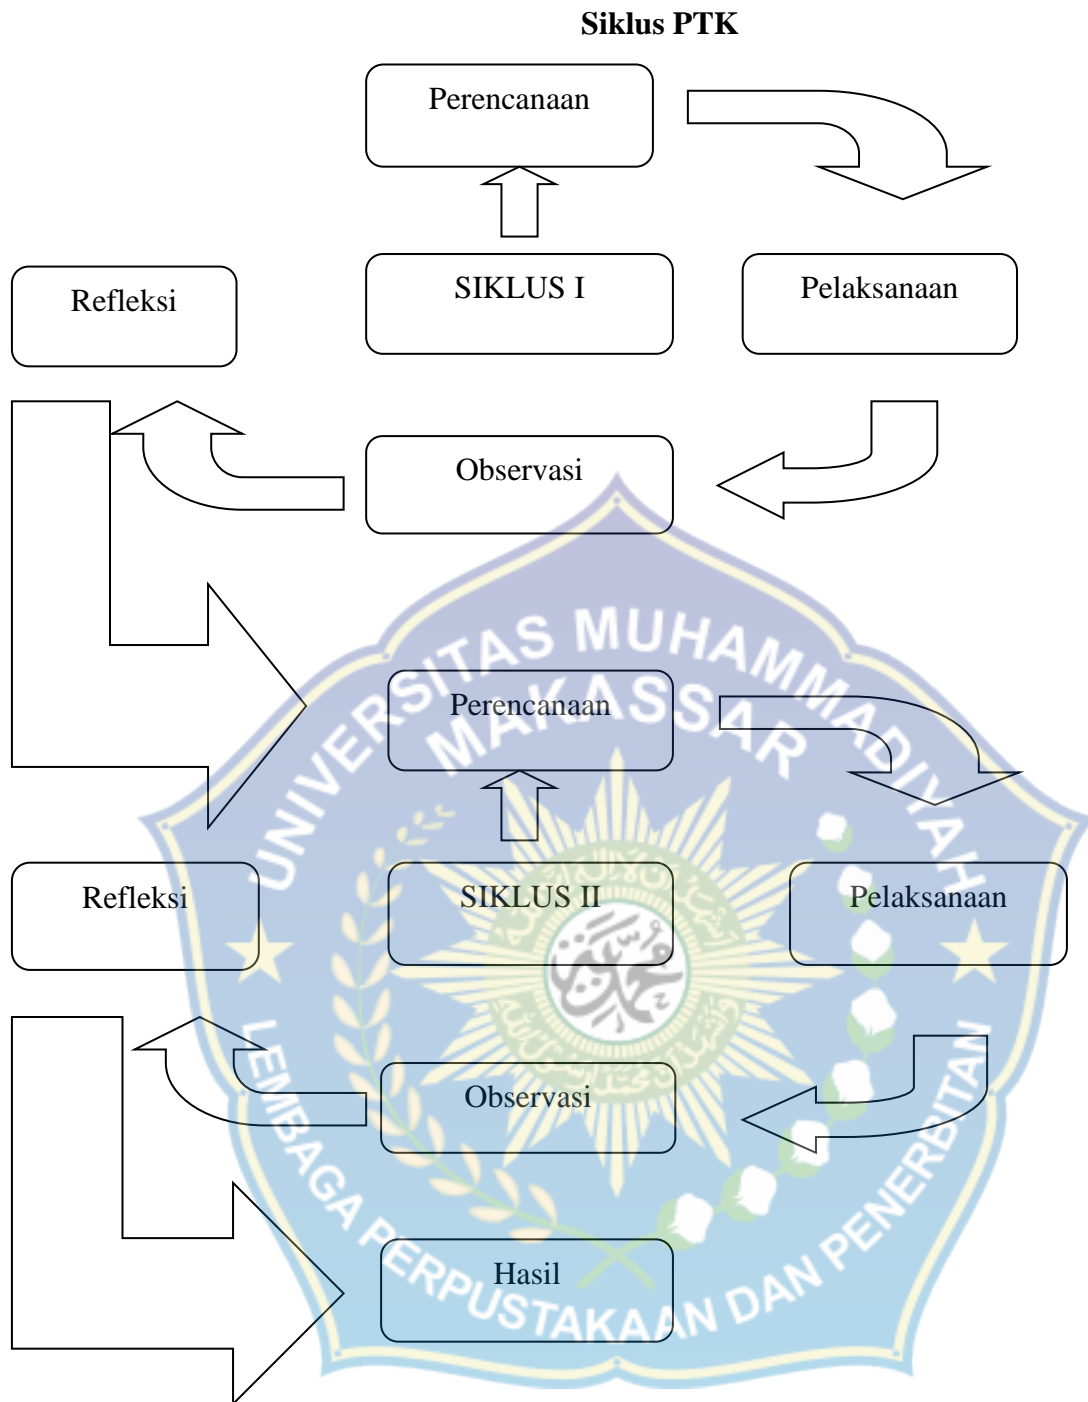 Siklus PTK
Perencanaan
Refleksi
SIKLUS I
Pelaksanaan
Observasi
UNIVERSITAS MUHAMMADIYAH
MAKASSAR
Perencanaan
Refleksi
SIKLUS II
Pelaksanaan
Observasi
Hasil
LEMBAGA PERPUSTAKAAN DAN PENERBITAN